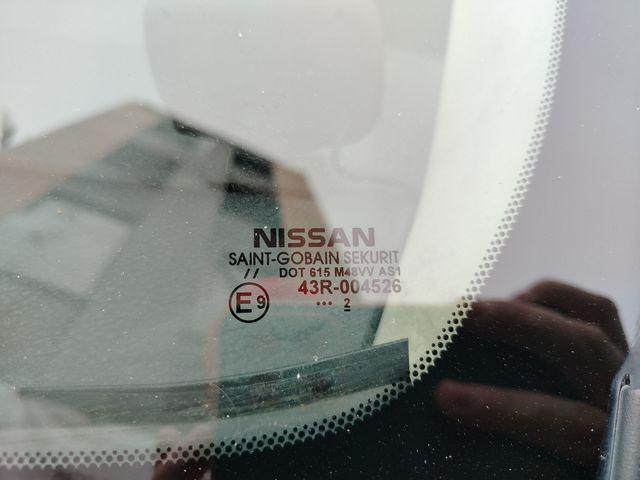 NISSAN
SAINT-GOBAIN SEKURIT
// DOT 615 M48VV AS1
43R-004526
E9 ... 2